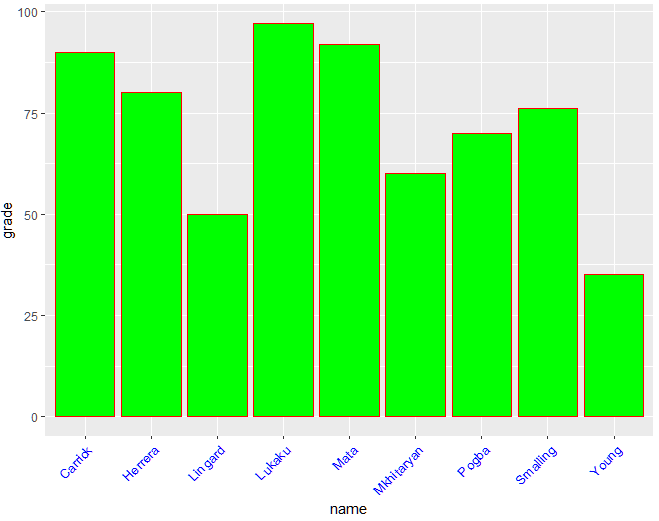 100
75
50
25
0
grade
Carrick
Herrera
Lingard
Lukaku
Mata
Mkhitaryan
Pogba
Smalling
Young
name